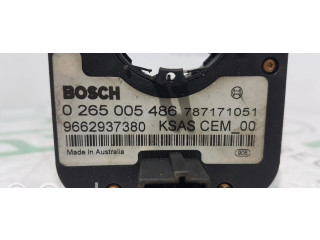 BOSCH
0 265 005 486 787171051
9662937380 KSAS CEM_00
Made in Australia